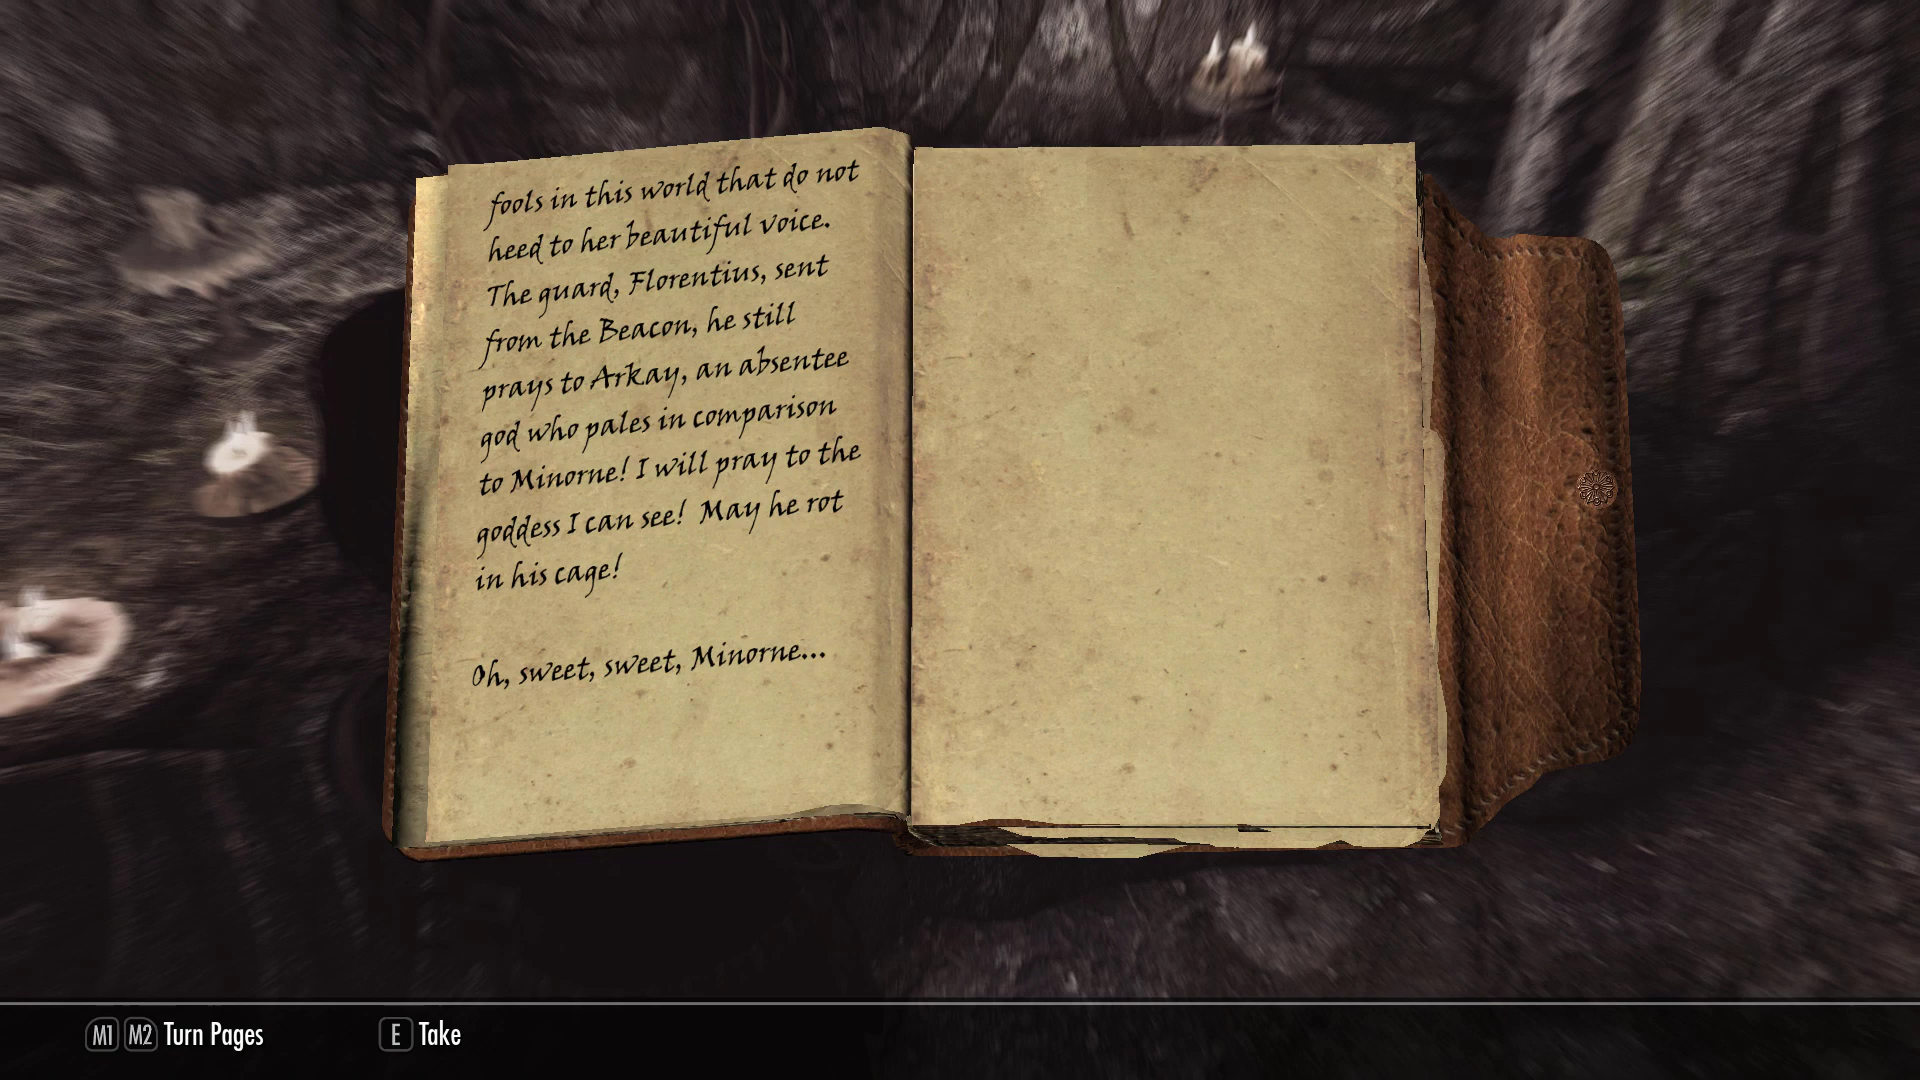 fools in this world that do not
heed to her beautiful voice.
The guard, Florentius, sent
from the Beacon, he still
prays to Arkay, an absentee
god who pales in comparison
to Minorne! I will pray to the
goddess I can see! May he rot
in his cage!
Oh, sweet, sweet, Minorne...
M1 M2 Turn Pages
E Take